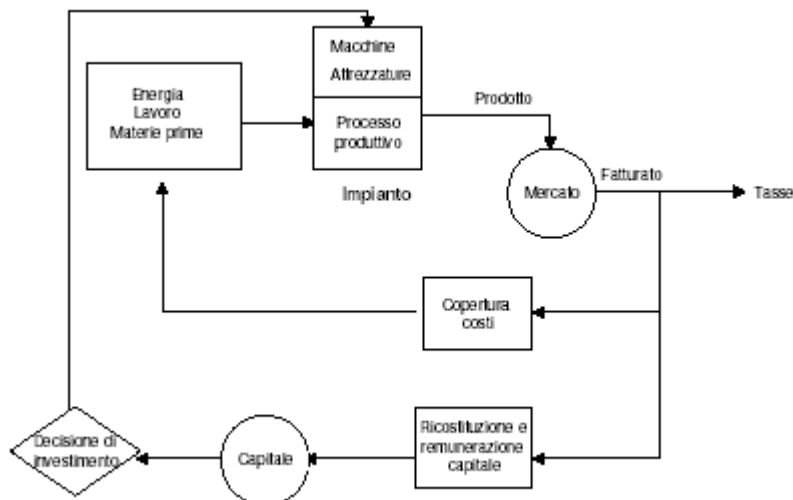 Macchine
Attrezzature
Energia
Lavoro
Materie prime
Processo
produttivo
Prodotto
Impianto
Mercato
Fatturato
Tasse
Copertura
costi
Decisione di
investimento
Capitale
Ricostituzione e
remunerazione
capitale